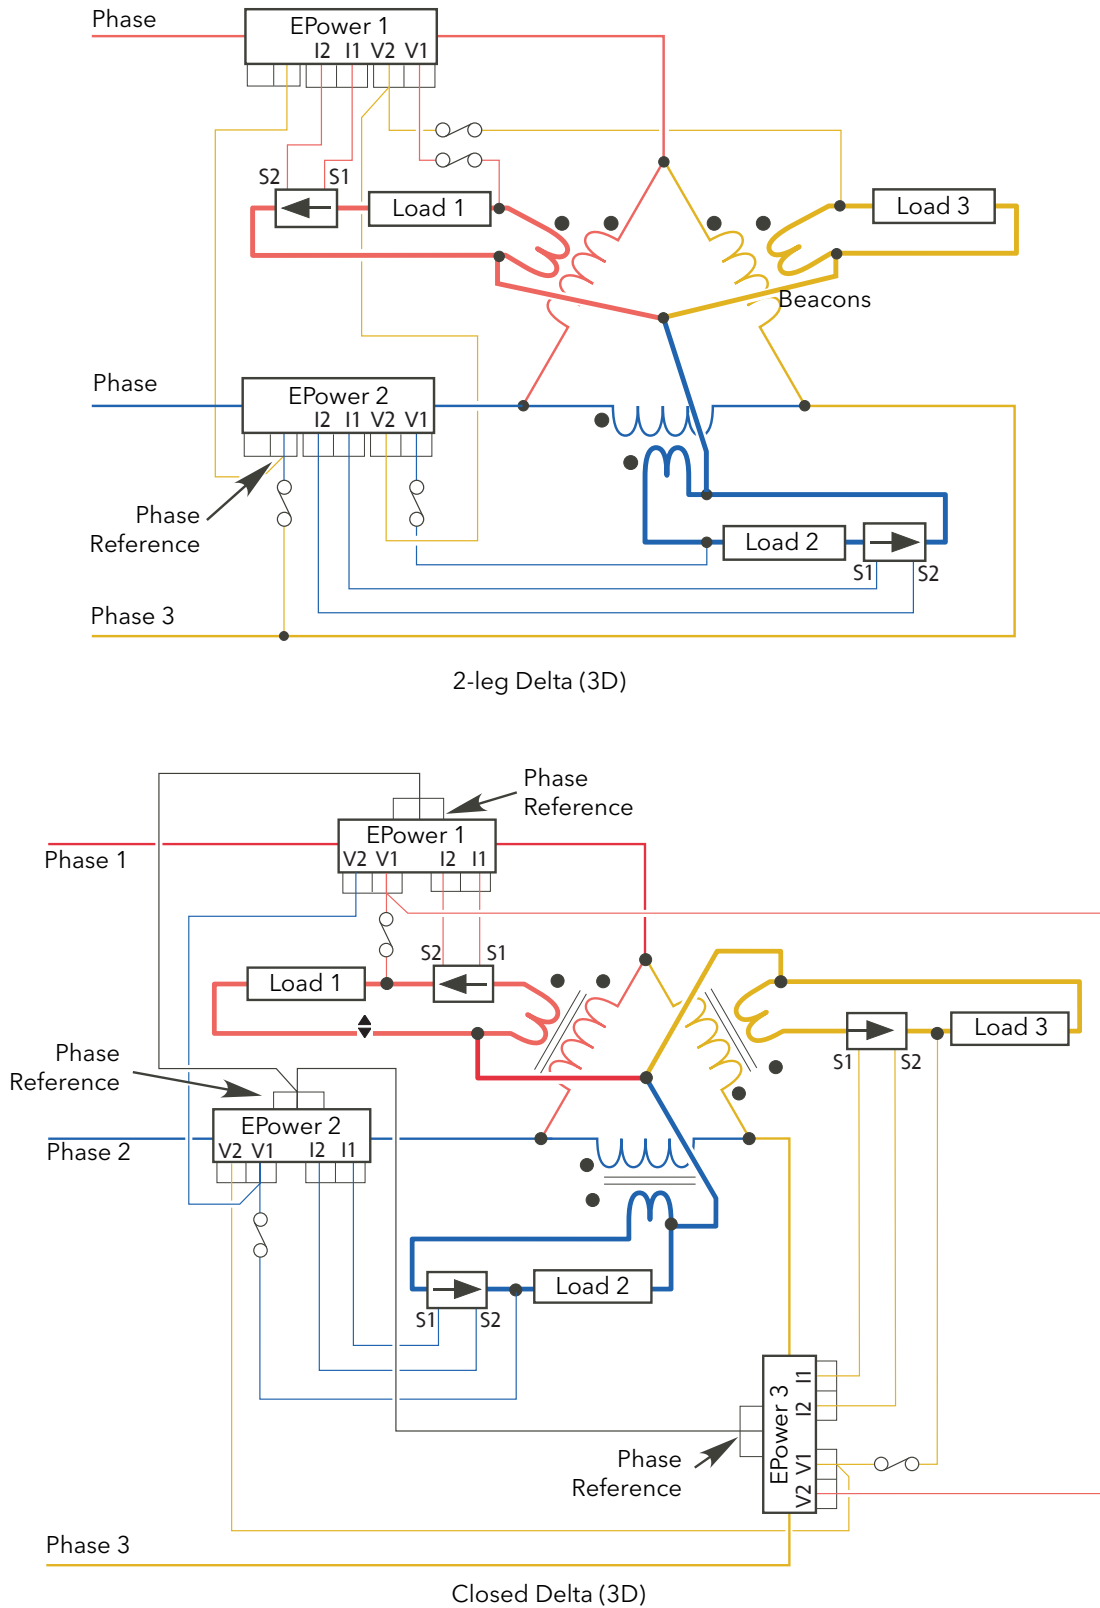 Phase
EPower 1
I2 I1 V2 V1
S2 S1
Load 1
Load 3
Beacons
Phase
EPower 2
I2 I1 V2 V1
Phase
Reference
Load 2
S1 S2
Phase 3
2-leg Delta (3D)
Phase
Reference
EPower 1
V2 V1 I2 I1
Phase 1
S2 S1
Load 1
Load 3
S1 S2
Phase
Reference
EPower 2
V2 V1 I2 I1
Phase 2
Load 2
S1 S2
EPower 3
I1
I2
V1
V2
Phase
Reference
Phase 3
Closed Delta (3D)